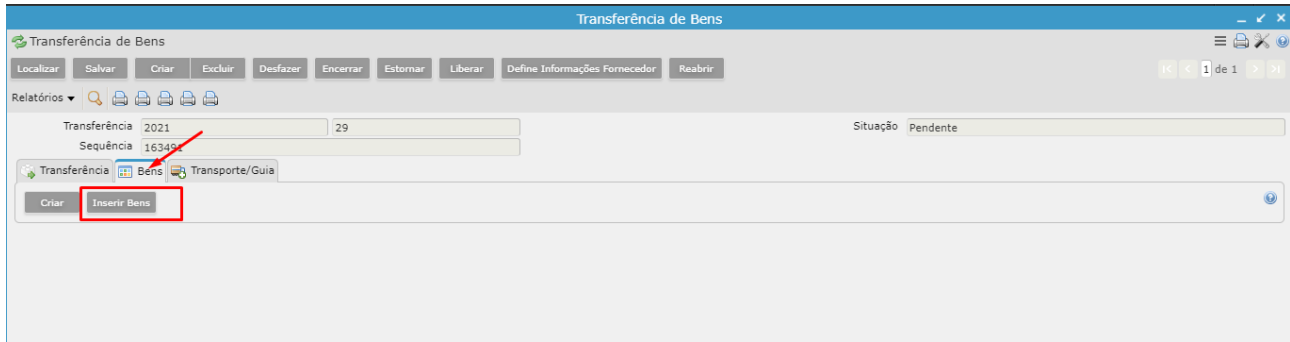 Transferência de Bens
Transferência de Bens
Localizar Salvar Criar Excluir Desfazer Encerrar Estornar Liberar Define Informações Fornecedor Reabrir 1 de 1
Relatórios
Transferência 2021 29 Situação Pendente
Sequência 163491
Transferência Bens Transporte/Guia
Criar Inserir Bens